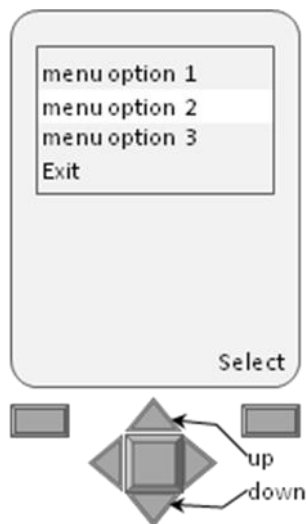 menu option 1
menu option 2
menu option 3
Exit
Select
up
down